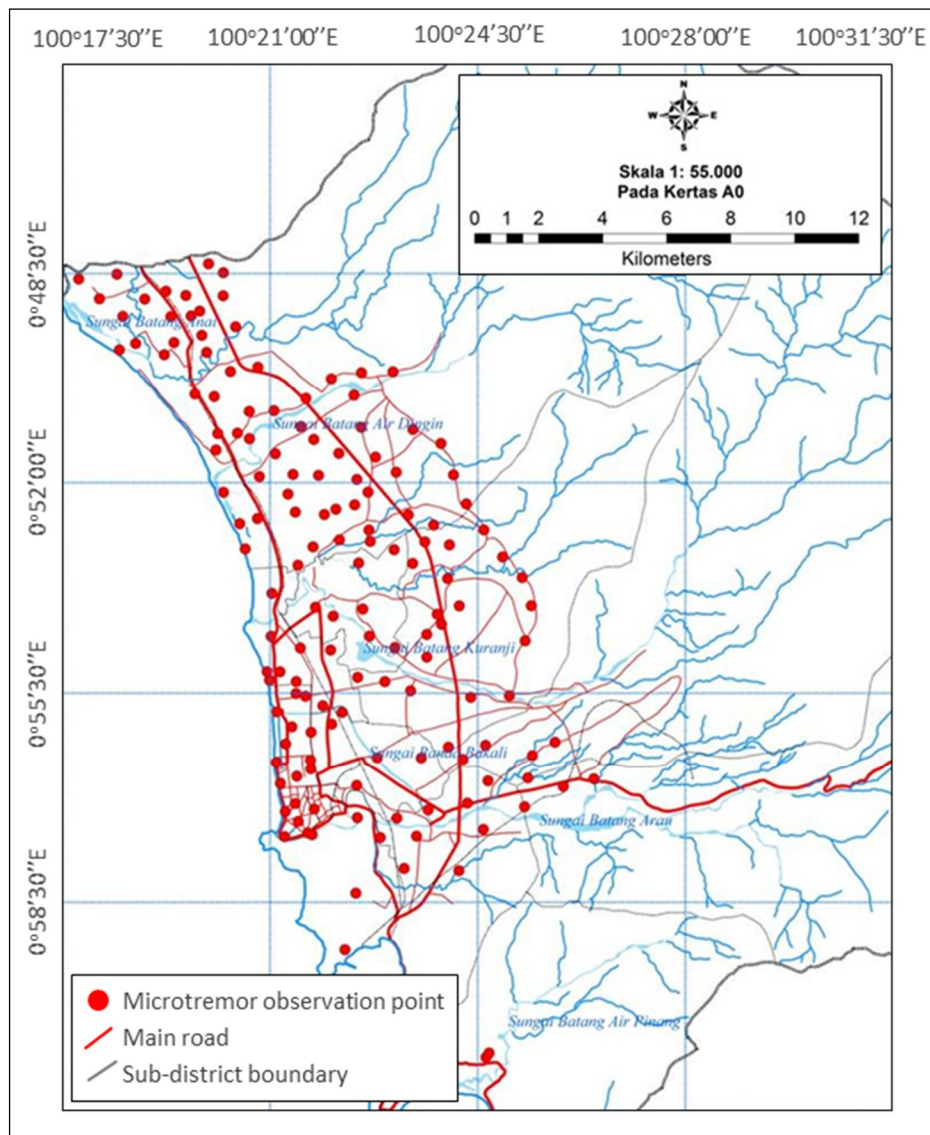 100°17'30''E 100°21'00''E 100°24'30''E 100°28'00''E 100°31'30''E
N
W E
S
Skala 1: 55.000
Pada Kertas A0
0 1 2 4 6 8 10 12
Kilometers
0°48'30''E
Sungai Batang Anai
Sungai Batang Air Dingin
0°52'00''E
Sungai Batang Kuranji
0°55'30''E
Sungai Banda Bakali
Sungai Batang Arau
0°58'30''E
Microtremor observation point
Main road
Sub-district boundary
Sungai Batang Air Pinang